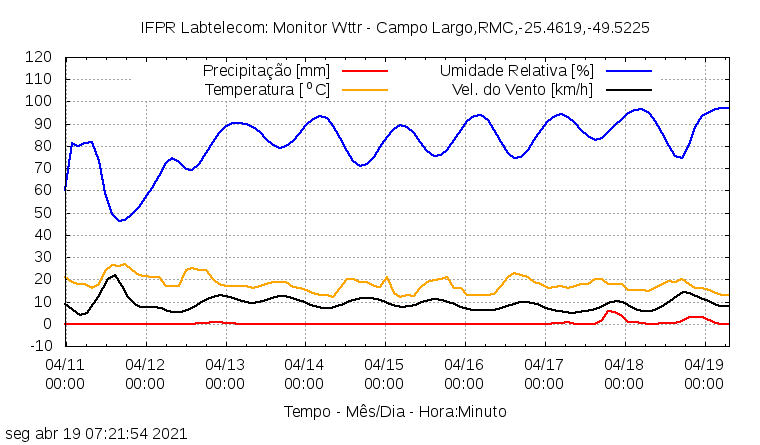 IFPR Labtelecom: Monitor Wttr - Campo Largo,RMC,-25.4619,-49.5225
Precipitação [mm]
Temperatura [⁰C]
Umidade Relativa [%]
Vel. do Vento [km/h]
120
110
100
90
80
70
60
50
40
30
20
10
0
-10
04/11 04/12 04/13 04/14 04/15 04/16 04/17 04/18 04/19
00:00 00:00 00:00 00:00 00:00 00:00 00:00 00:00 00:00
Tempo - Mês/Dia - Hora:Minuto
seg abr 19 07:21:54 2021